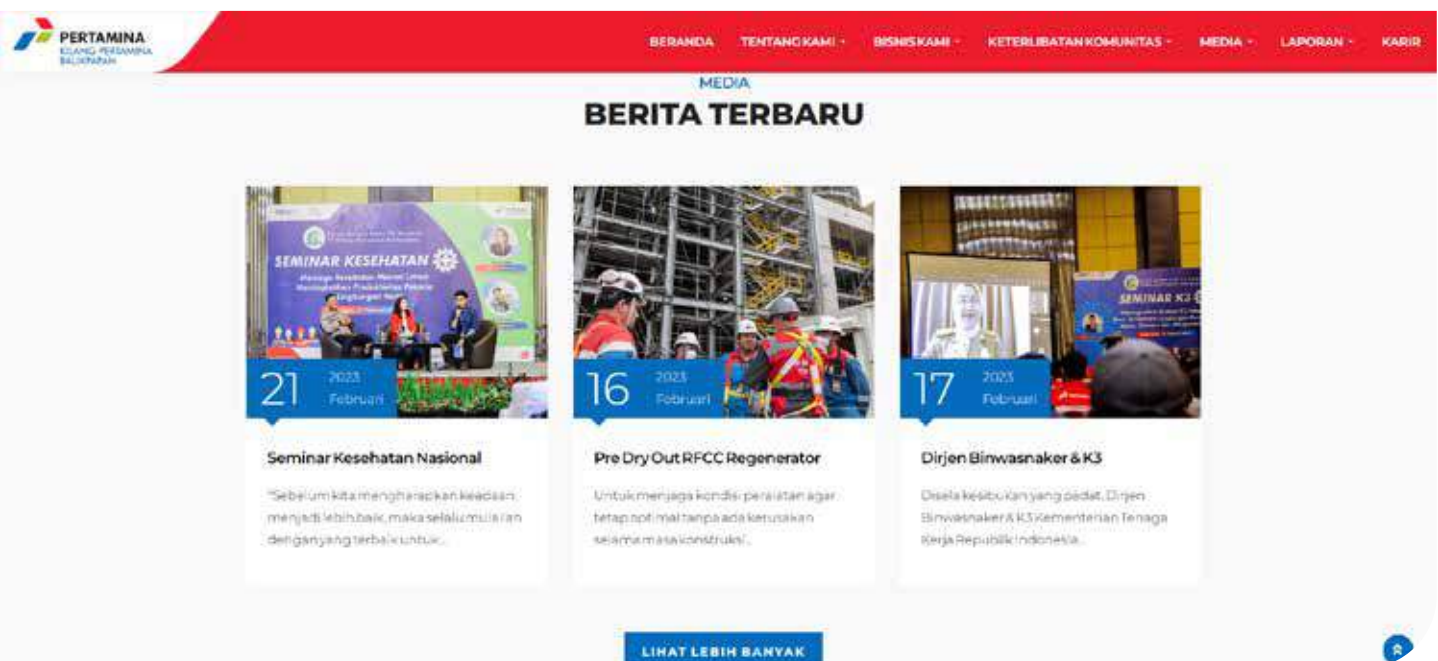 PERTAMINA
KILANG PERTAMINA
BALIKPAPAN
BERANDA
TENTANG KAMI
BISNIS KAMI
KETERLIBATAN KOMUNITAS
MEDIA
LAPORAN
KARIR
MEDIA
BERITA TERBARU
SEMINAR KESEHATAN
21
2023
Februari
Seminar Kesehatan Nasional
"Sebelum kita mengharapkan keadaan
menjadi lebih baik, maka selalu mulai lah
dengan yang terbaik untuk...
16
2023
Februari
Pre Dry Out RFCC Regenerator
Untuk menjaga kondisi peralatan agar
tetap optimal tanpa ada kerusakan
selama masa konstruksi...
SEMINAR K3
17
2023
Februari
Dirjen Binwasnaker & K3
Disela kesibukan yang padat, Dirjen
Binwasnaker & K3 Kementerian Tenaga
Kerja Republik Indonesia...
LIHAT LEBIH BANYAK